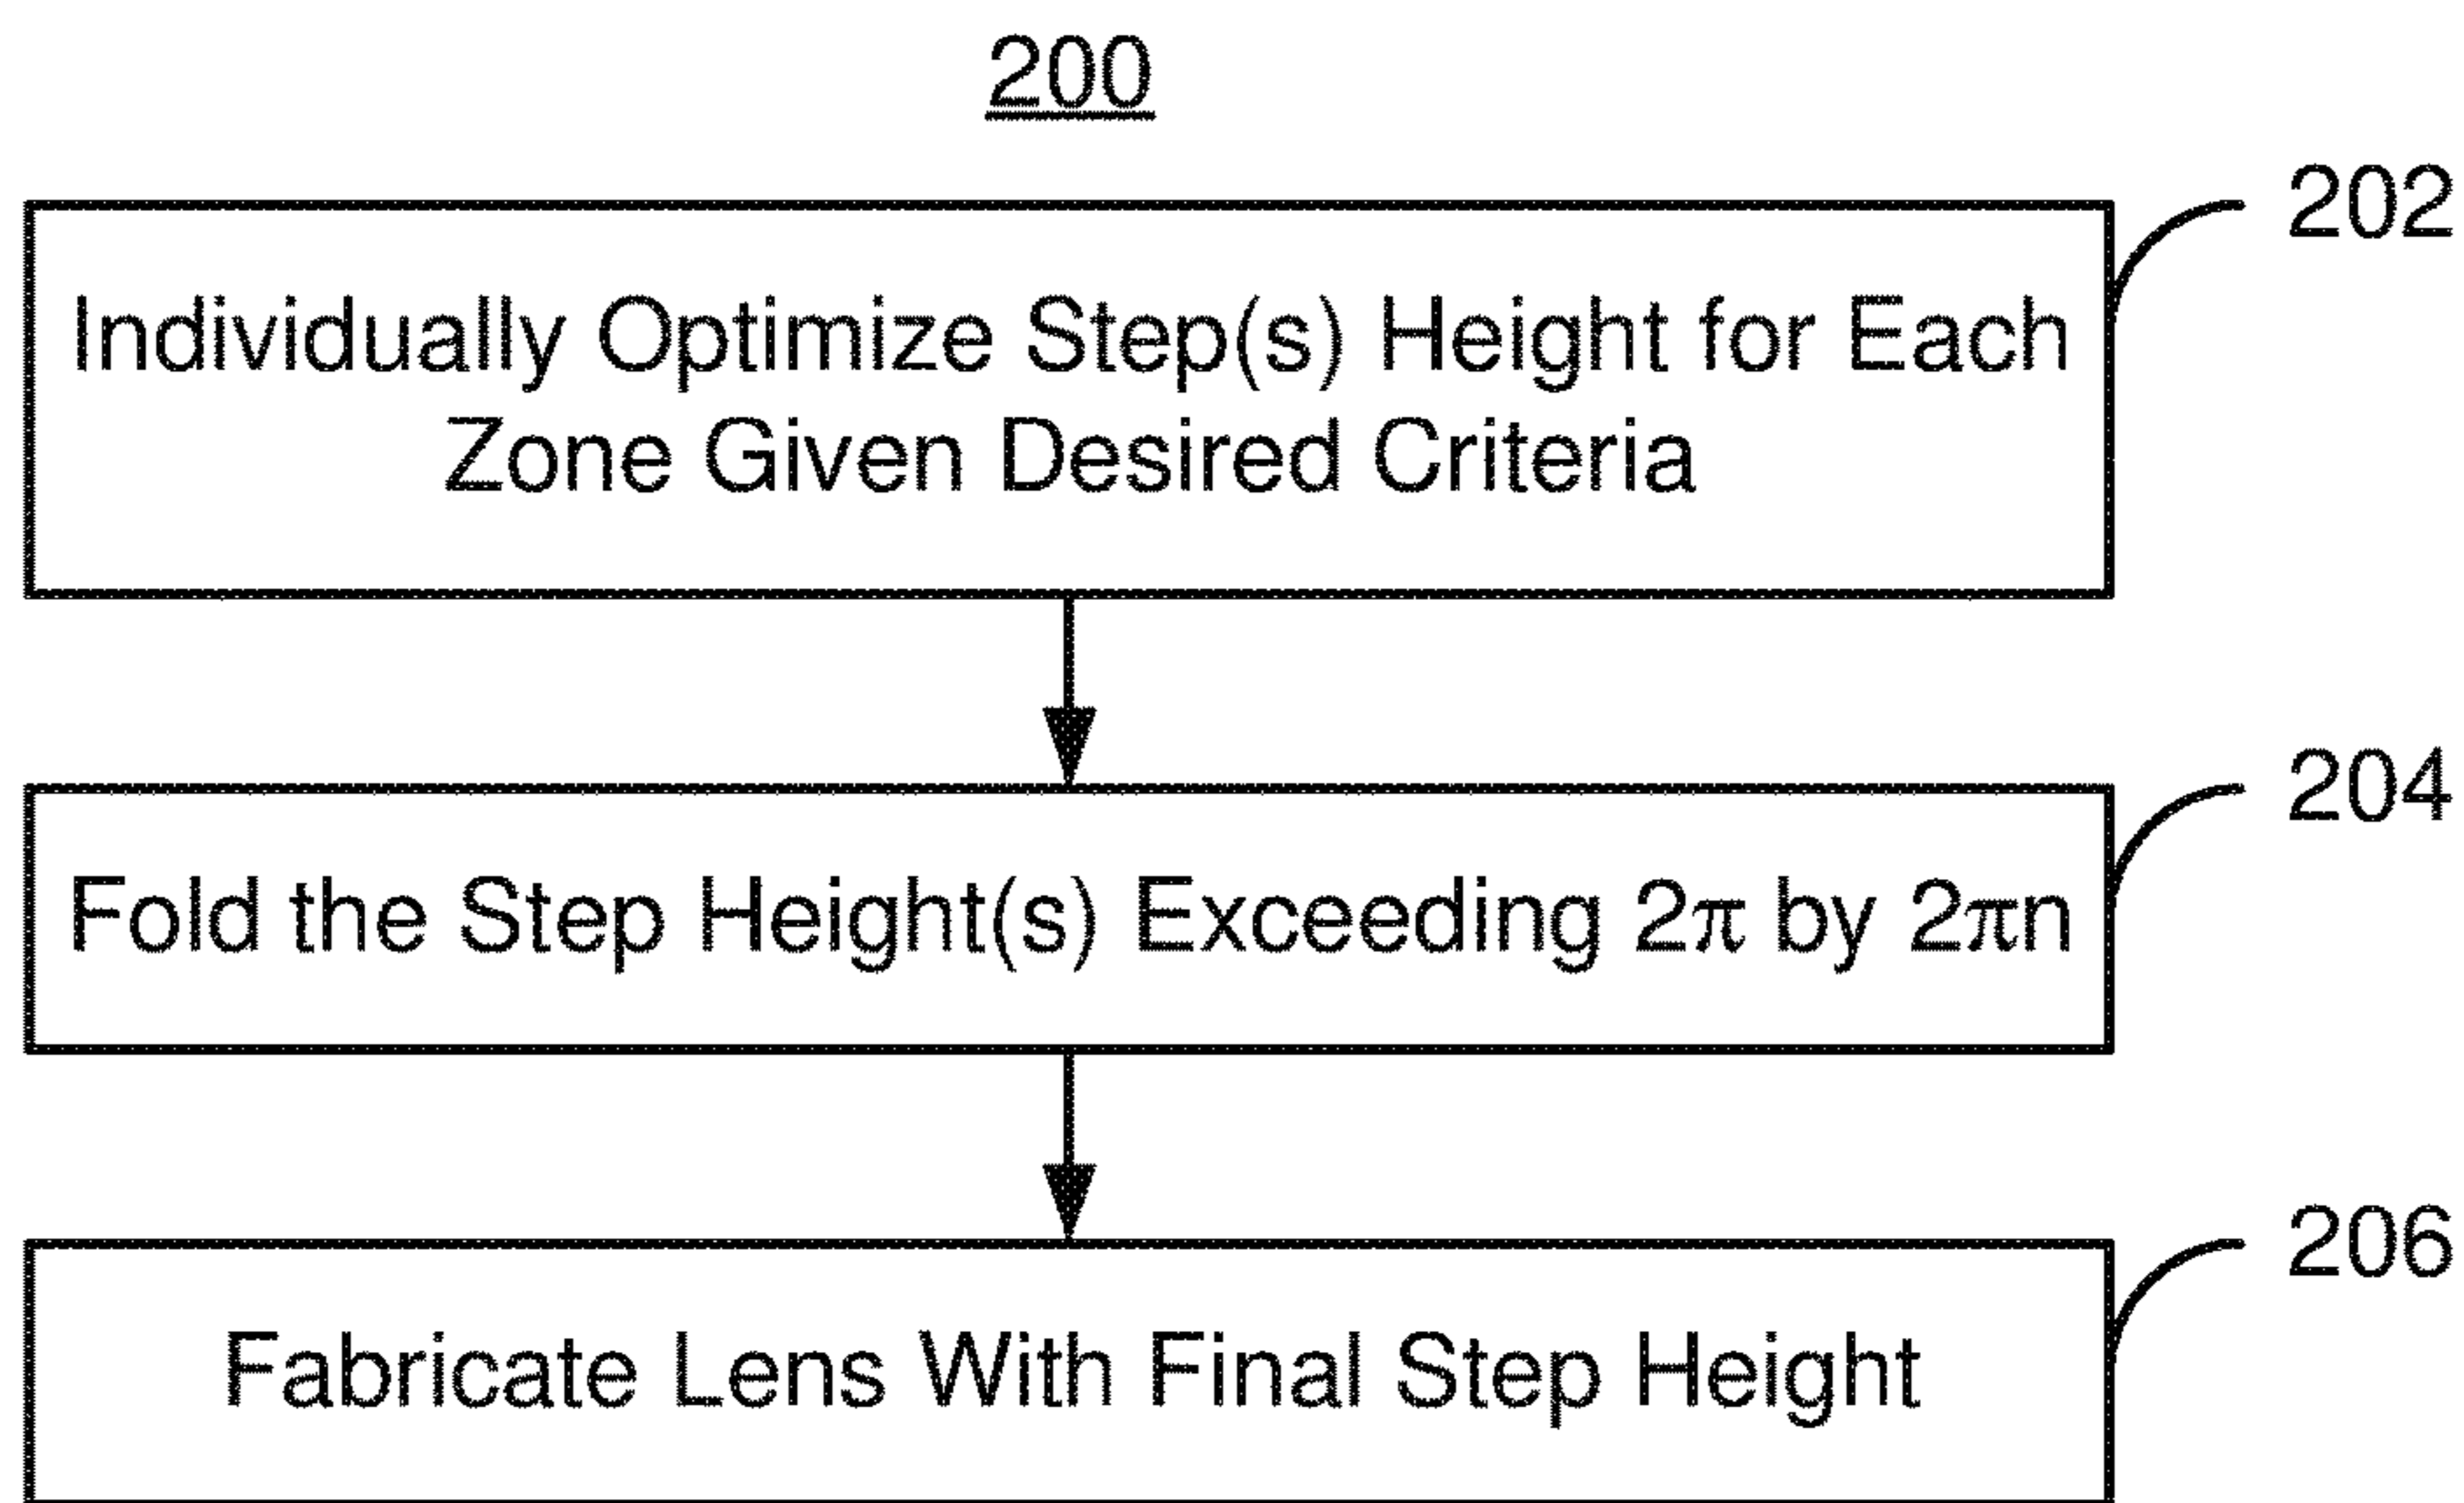 200
202
Individually Optimize Step(s) Height for Each
Zone Given Desired Criteria
204
Fold the Step Height(s) Exceeding 2π by 2πn
206
Fabricate Lens With Final Step Height